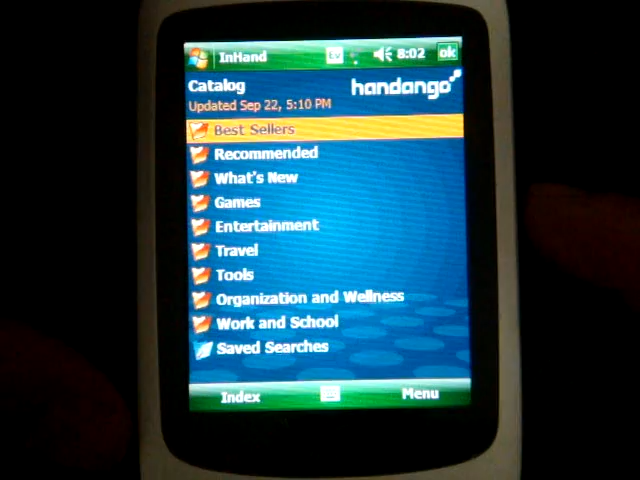 InHand 8:02 ok
Catalog handango
Updated Sep 22, 5:10 PM
Best Sellers
Recommended
What's New
Games
Entertainment
Travel
Tools
Organization and Wellness
Work and School
Saved Searches
Index Menu